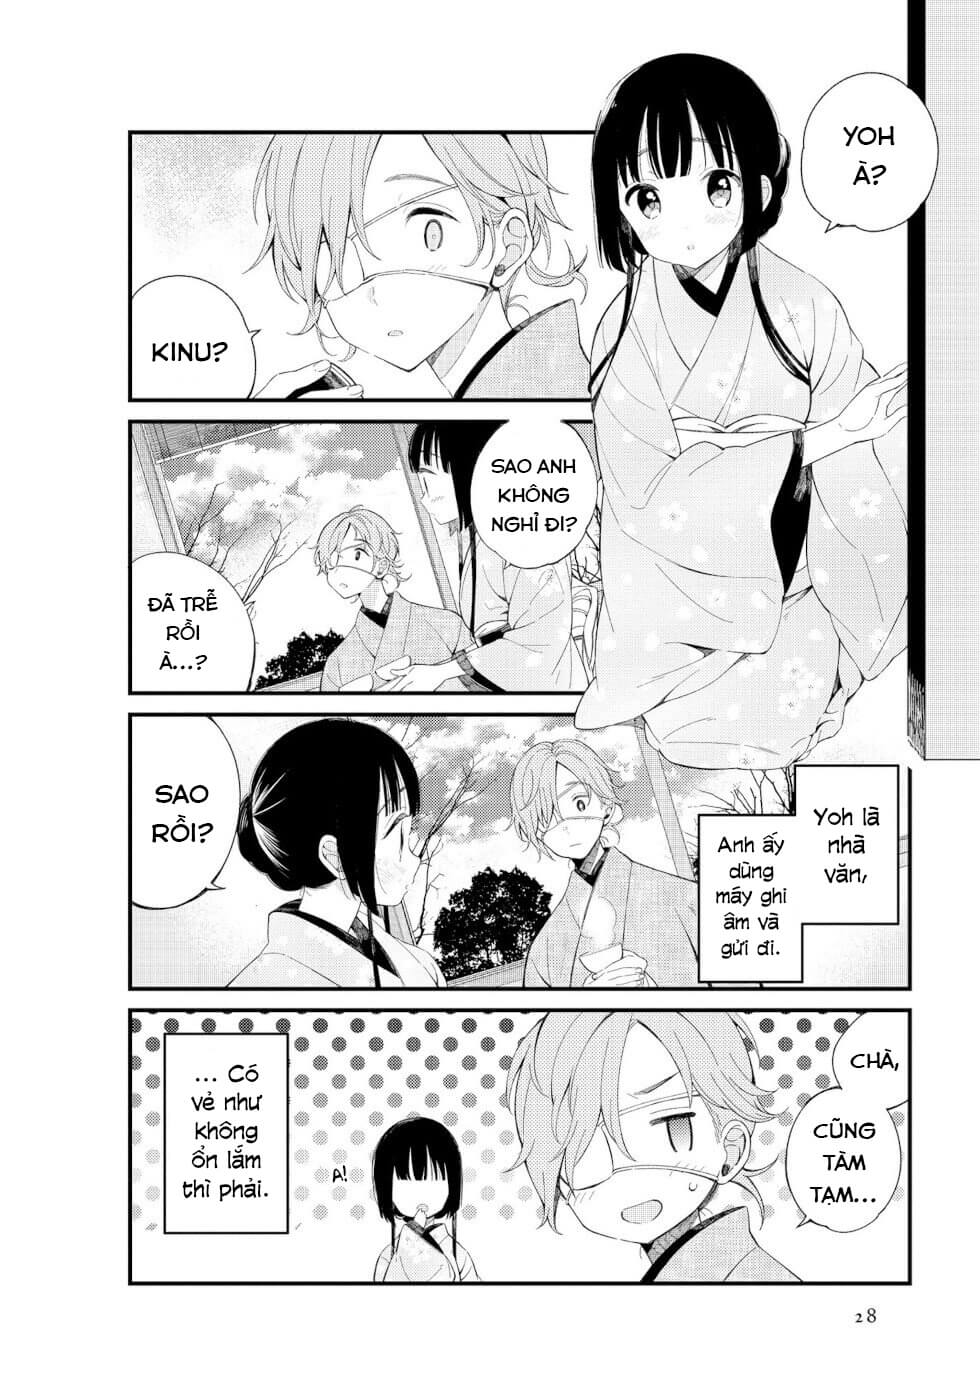 YOH
À?
KINU?
SAO ANH
KHÔNG
NGHỈ ĐI?
ĐÃ TRỄ
RỒI
À...?
Yoh là
nhà
văn,
Anh ấy
dùng
máy ghi
âm và
gửi đi.
SAO
RỒI?
CHÀ,
CŨNG
TÀM
TẠM...
A!
... Có
vẻ như
không
ổn lắm
thì phải.
28